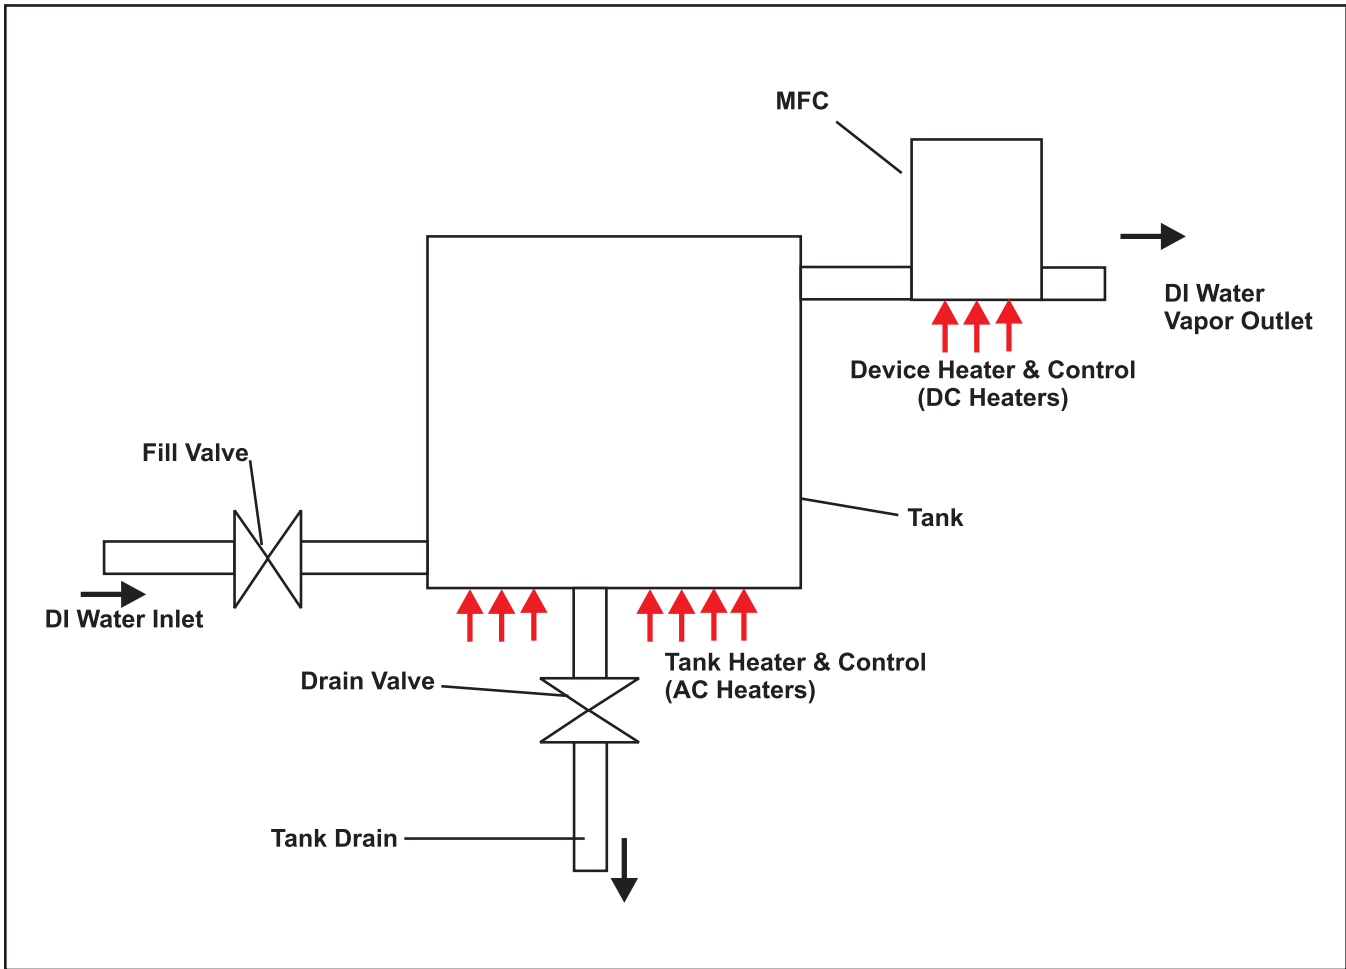 MFC
DI Water
Vapor Outlet
Device Heater & Control
(DC Heaters)
Fill Valve
Tank
DI Water Inlet
Tank Heater & Control
(AC Heaters)
Drain Valve
Tank Drain